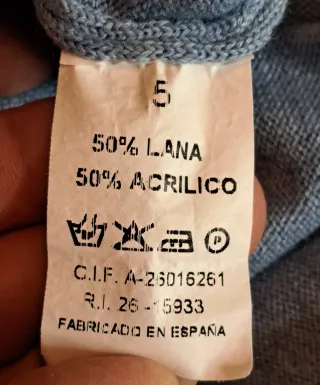 5
50% LANA
50% ACRILICO
P
C.I.F. A-26016261
R.I. 26-15933
FABRICADO EN ESPAÑA